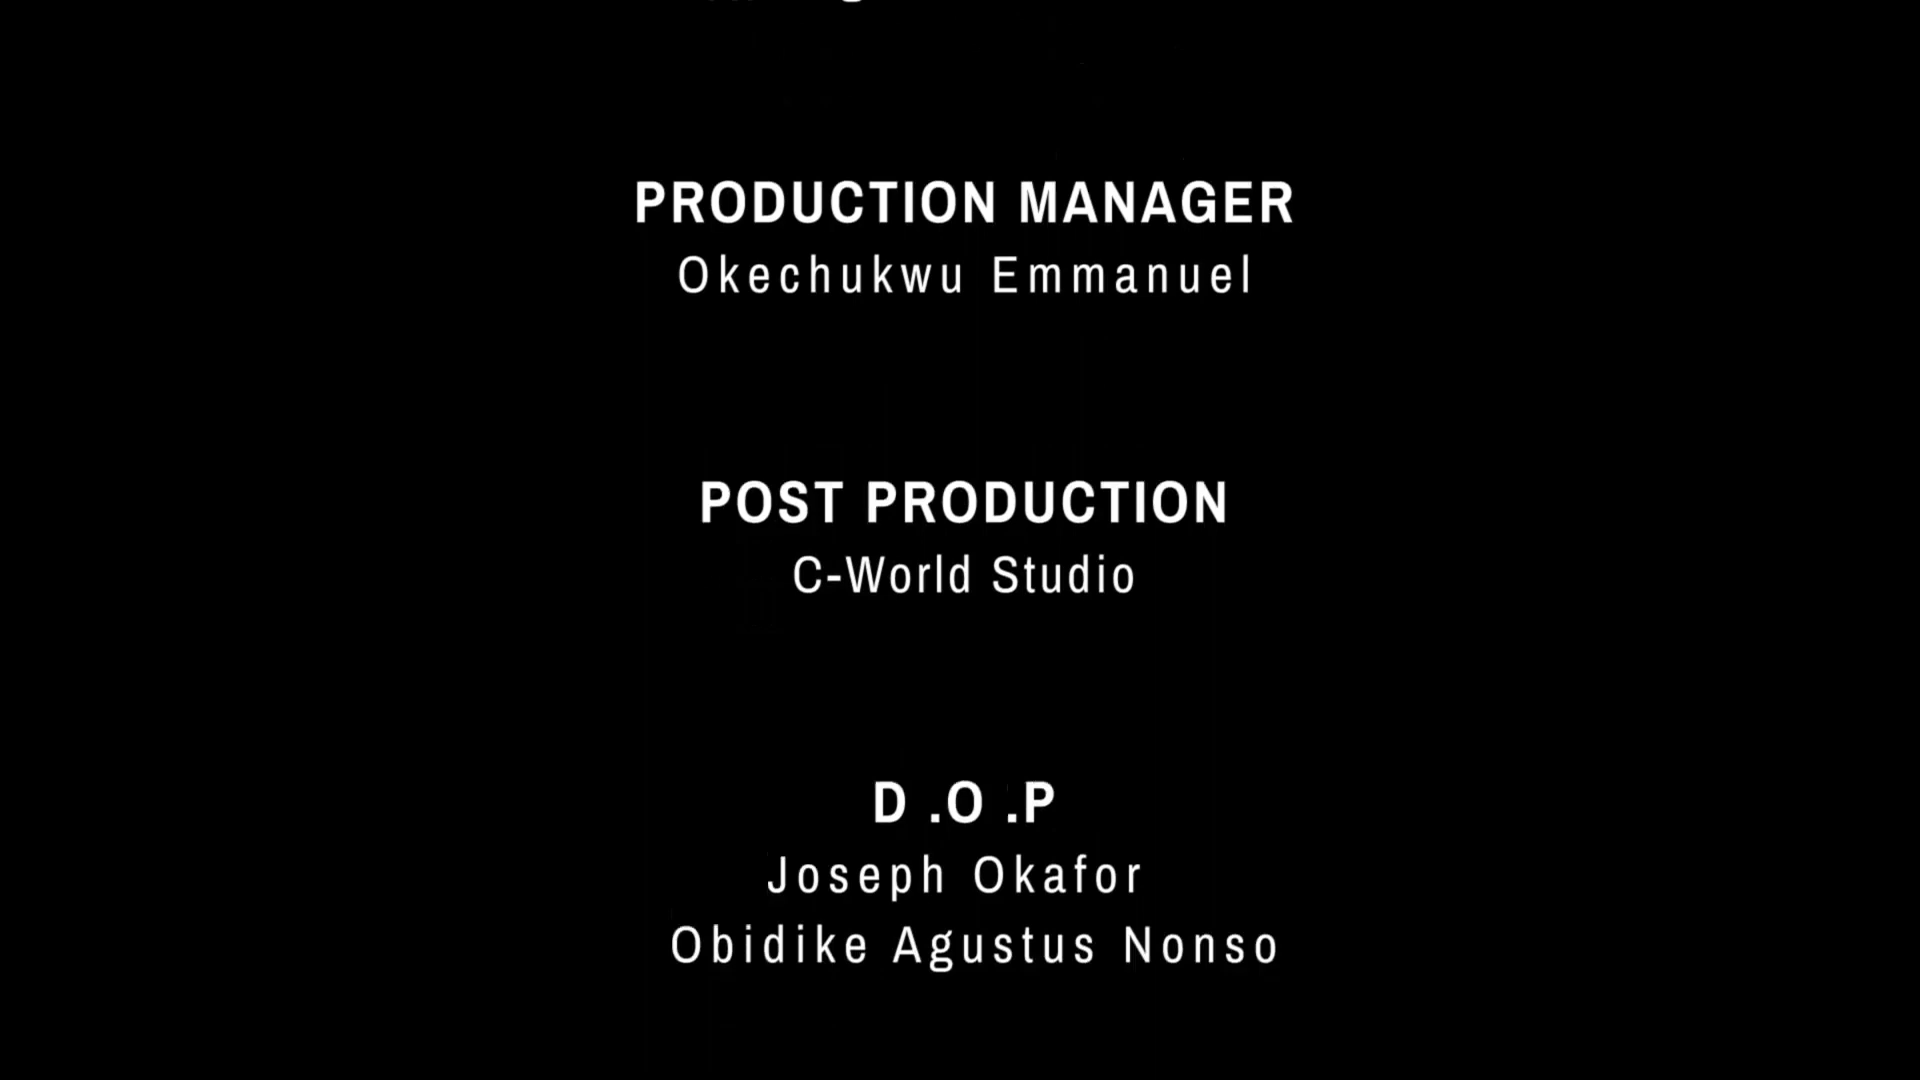 PRODUCTION MANAGER
Okechukwu Emmanuel
POST PRODUCTION
C-World Studio
D .O .P
Joseph Okafor
Obidike Agustus Nonso